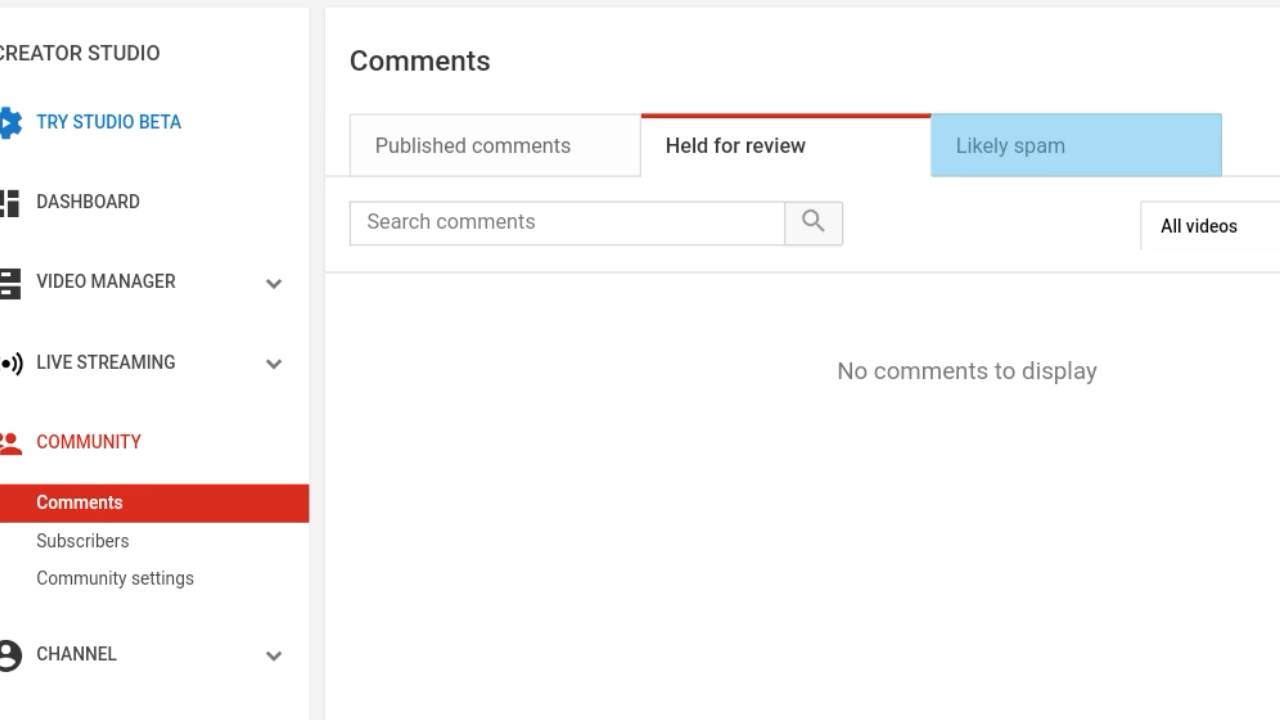 CREATOR STUDIO
TRY STUDIO BETA
DASHBOARD
VIDEO MANAGER
LIVE STREAMING
COMMUNITY
Comments
Subscribers
Community settings
CHANNEL
Comments
Published comments
Held for review
Likely spam
Search comments
All videos
No comments to display